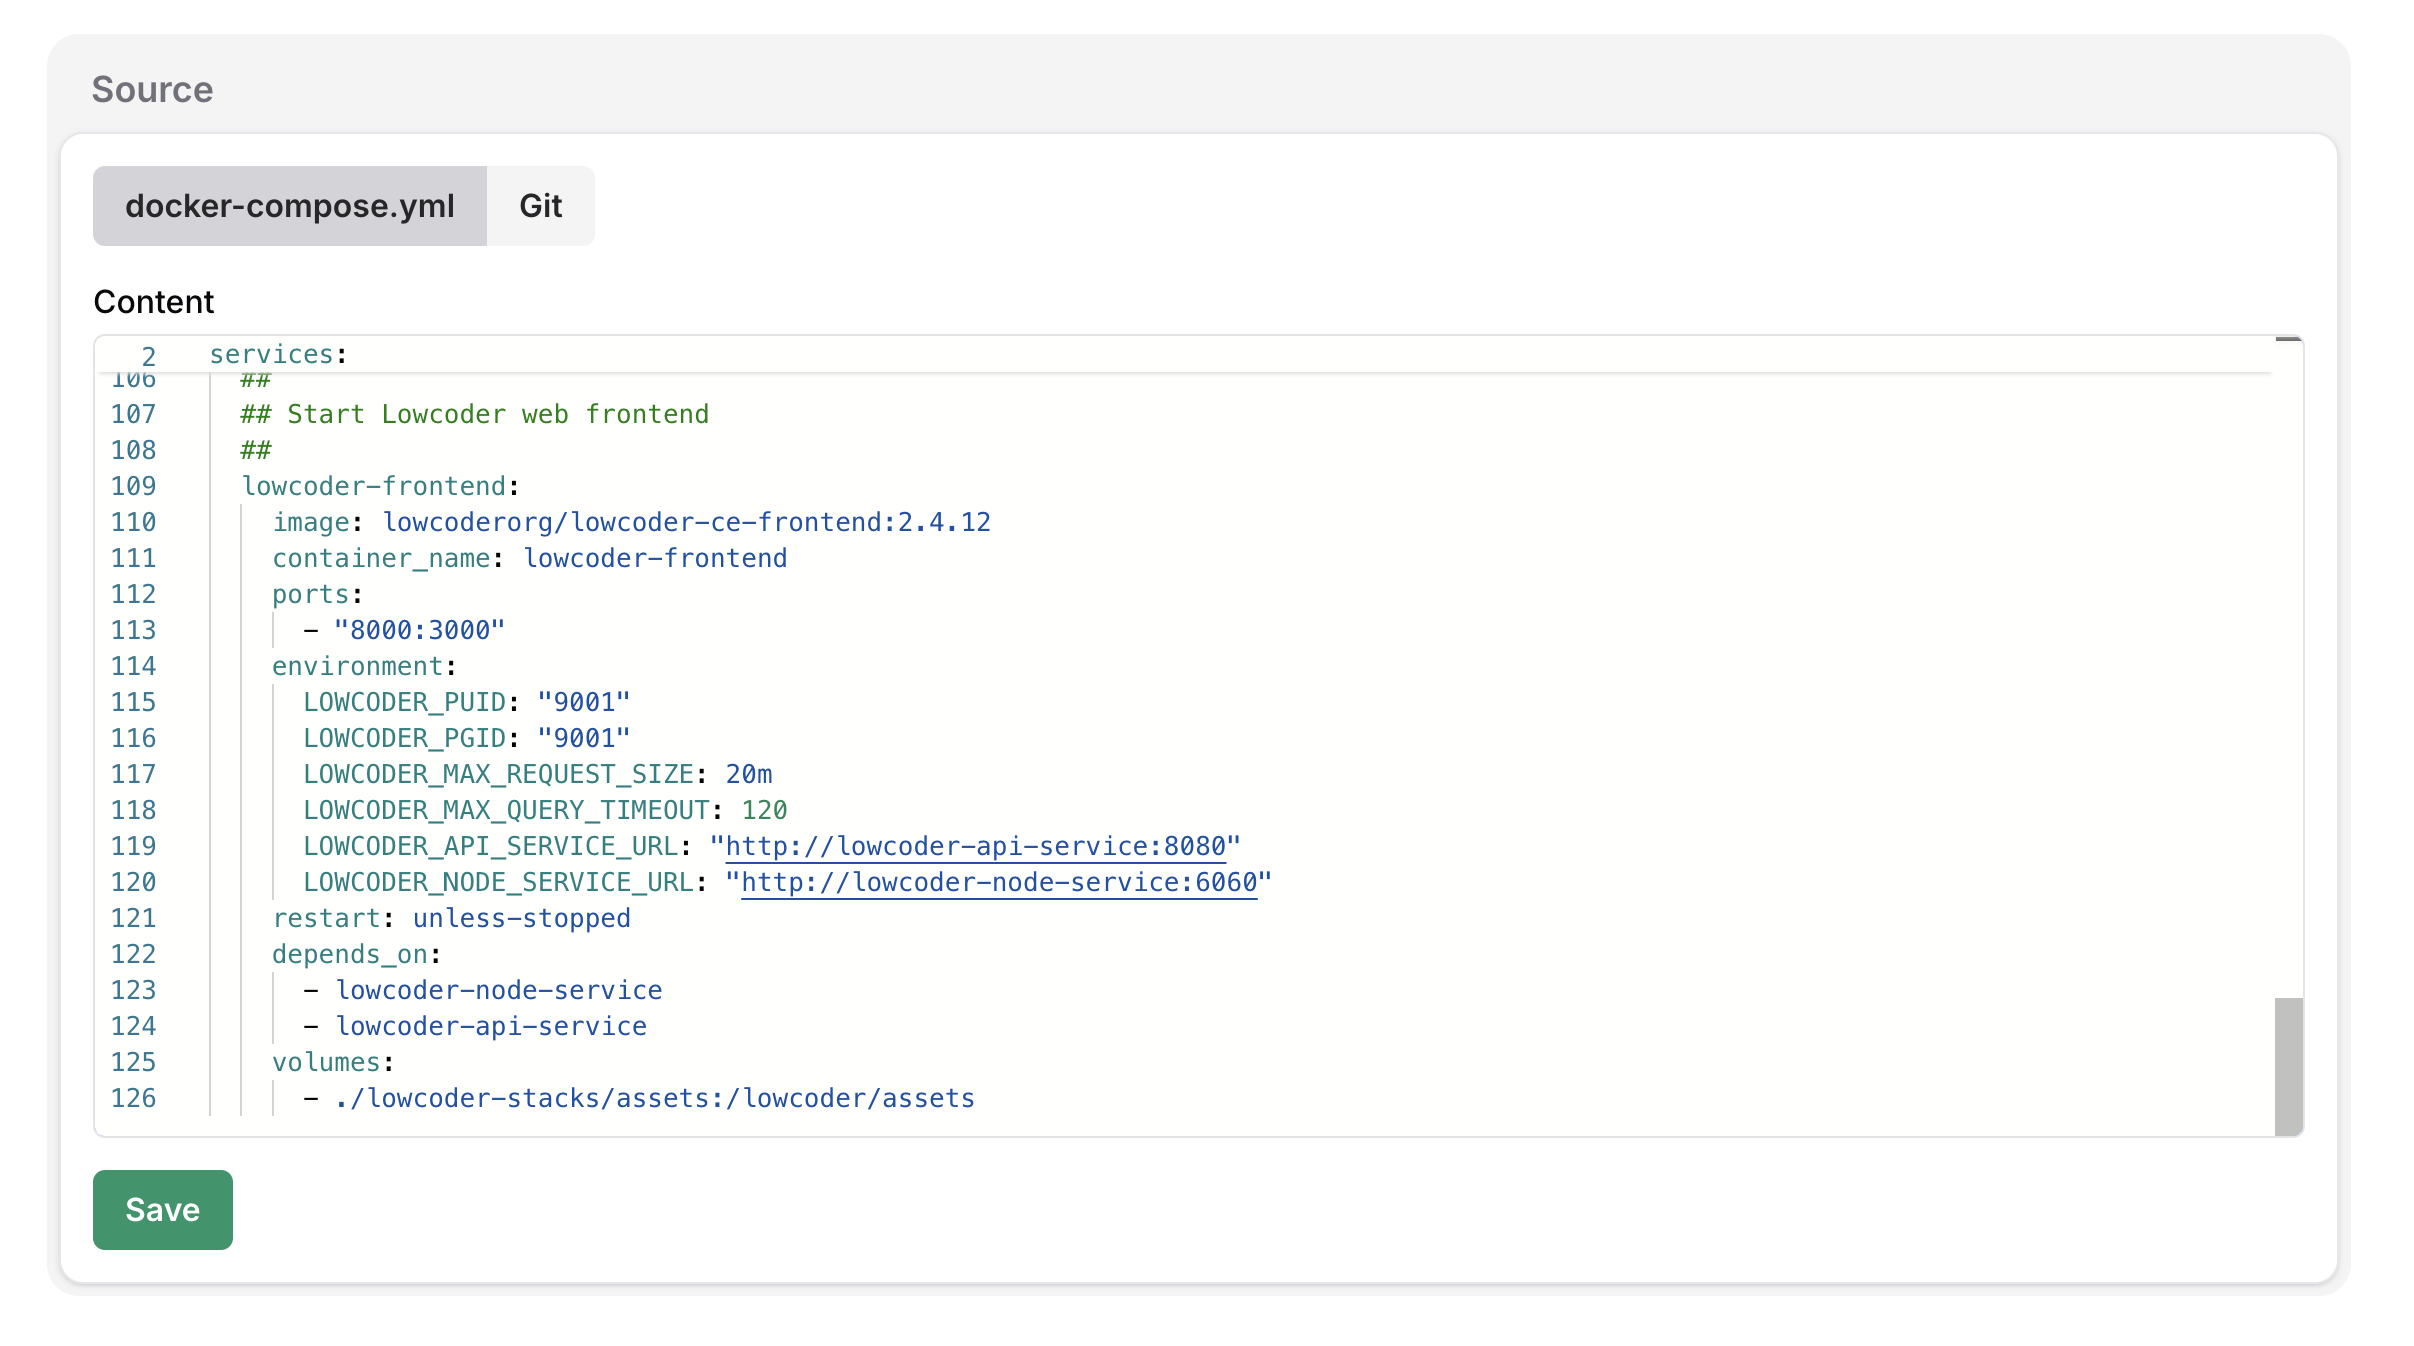 Source
docker-compose.yml Git
Content
2 services:
106 ##
107 ## Start Lowcoder web frontend
108 ##
109 lowcoder-frontend:
110 image: lowcoderorg/lowcoder-ce-frontend:2.4.12
111 container_name: lowcoder-frontend
112 ports:
113 - "8000:3000"
114 environment:
115 LOWCODER_PUID: "9001"
116 LOWCODER_PGID: "9001"
117 LOWCODER_MAX_REQUEST_SIZE: 20m
118 LOWCODER_MAX_QUERY_TIMEOUT: 120
119 LOWCODER_API_SERVICE_URL: "http://lowcoder-api-service:8080"
120 LOWCODER_NODE_SERVICE_URL: "http://lowcoder-node-service:6060"
121 restart: unless-stopped
122 depends_on:
123 - lowcoder-node-service
124 - lowcoder-api-service
125 volumes:
126 - ./lowcoder-stacks/assets:/lowcoder/assets
Save